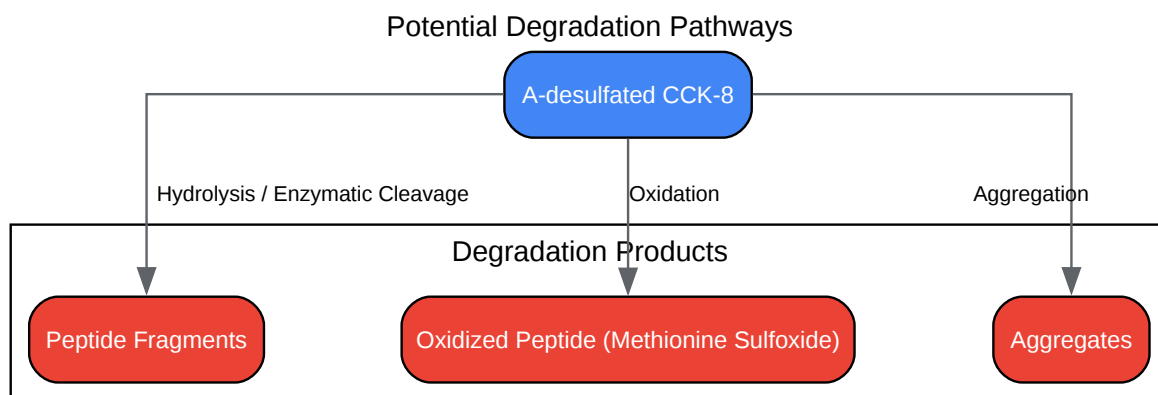 Potential Degradation Pathways
A-desulfated CCK-8
Hydrolysis / Enzymatic Cleavage
Oxidation
Aggregation
Degradation Products
Peptide Fragments
Oxidized Peptide (Methionine Sulfoxide)
Aggregates